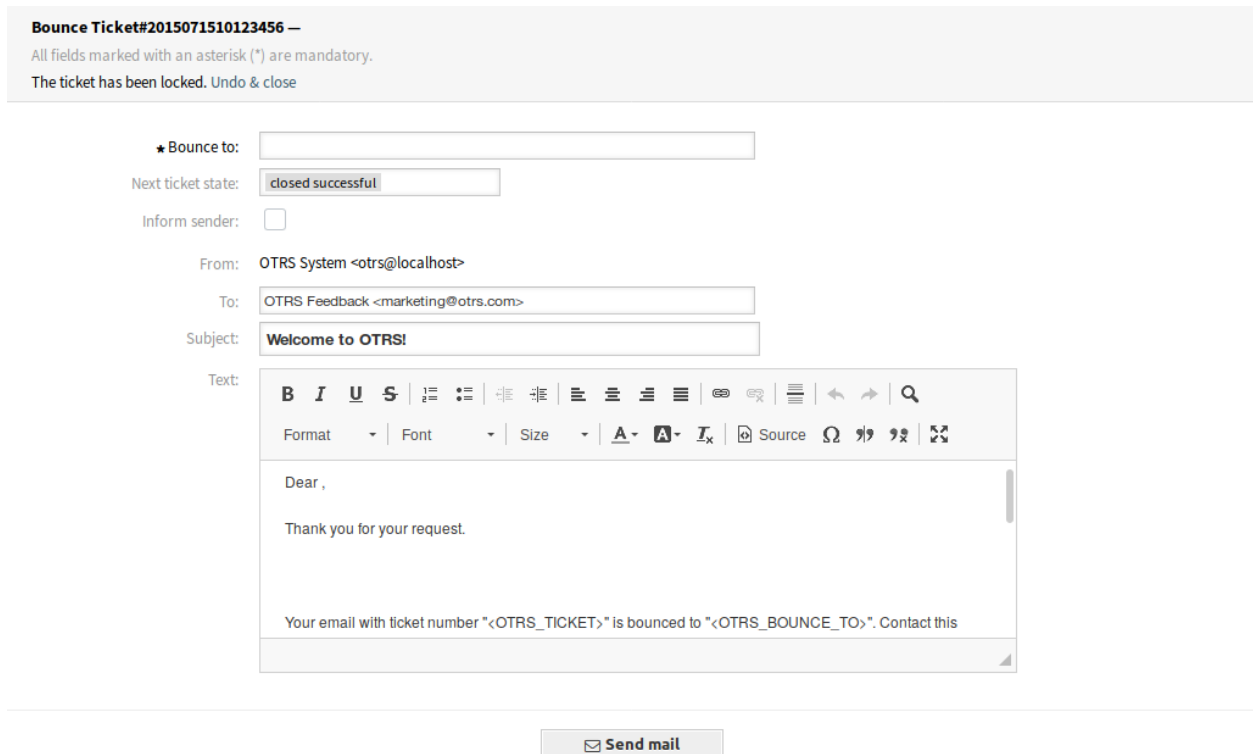 Bounce Ticket#2015071510123456 —
All fields marked with an asterisk (*) are mandatory.
The ticket has been locked. Undo & close
★ Bounce to:
Next ticket state: closed successful
Inform sender:
From: OTRS System <otrs@localhost>
To: OTRS Feedback <marketing@otrs.com>
Subject: Welcome to OTRS!
Text:
Format Font Size Source
Dear ,
Thank you for your request.
Your email with ticket number "<OTRS_TICKET>" is bounced to "<OTRS_BOUNCE_TO>". Contact this
Send mail